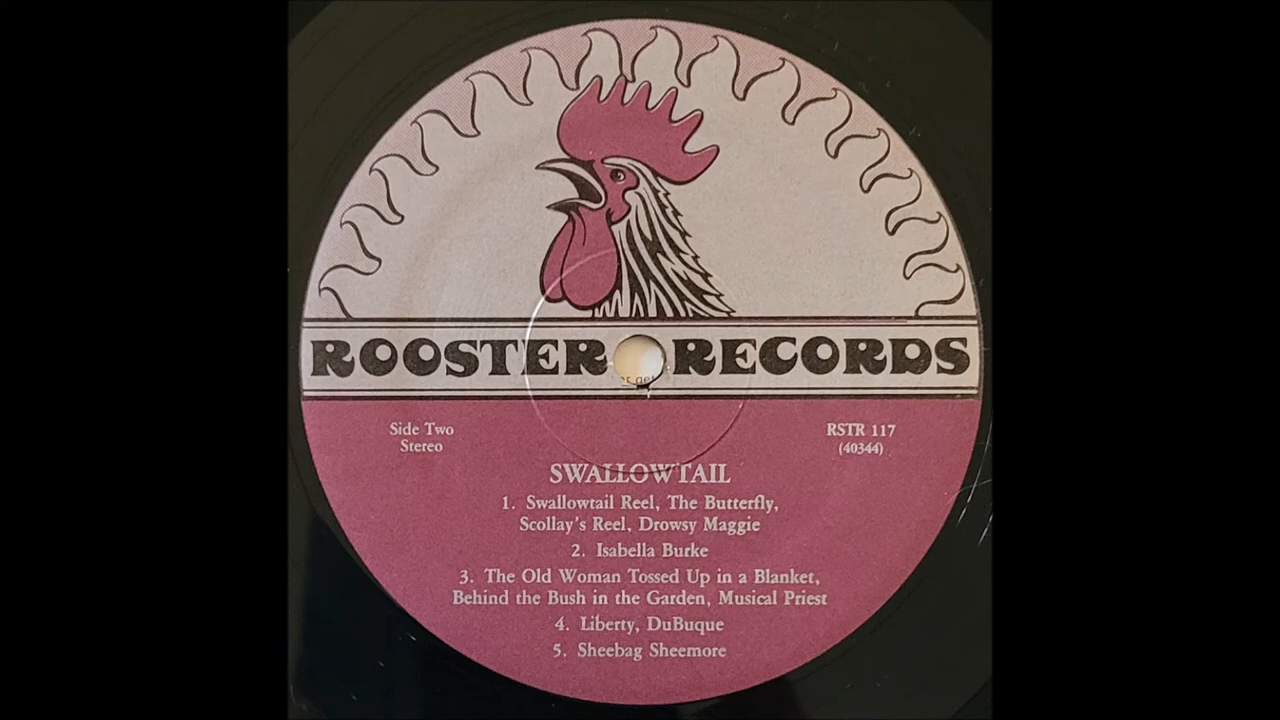 ROOSTER RECORDS
Side Two
Stereo
RSTR 117
(40344)
SWALLOWTAIL
1. Swallowtail Reel, The Butterfly,
Scollay's Reel, Drowsy Maggie
2. Isabella Burke
3. The Old Woman Tossed Up in a Blanket,
Behind the Bush in the Garden, Musical Priest
4. Liberty, DuBuque
5. Sheebag Sheemore